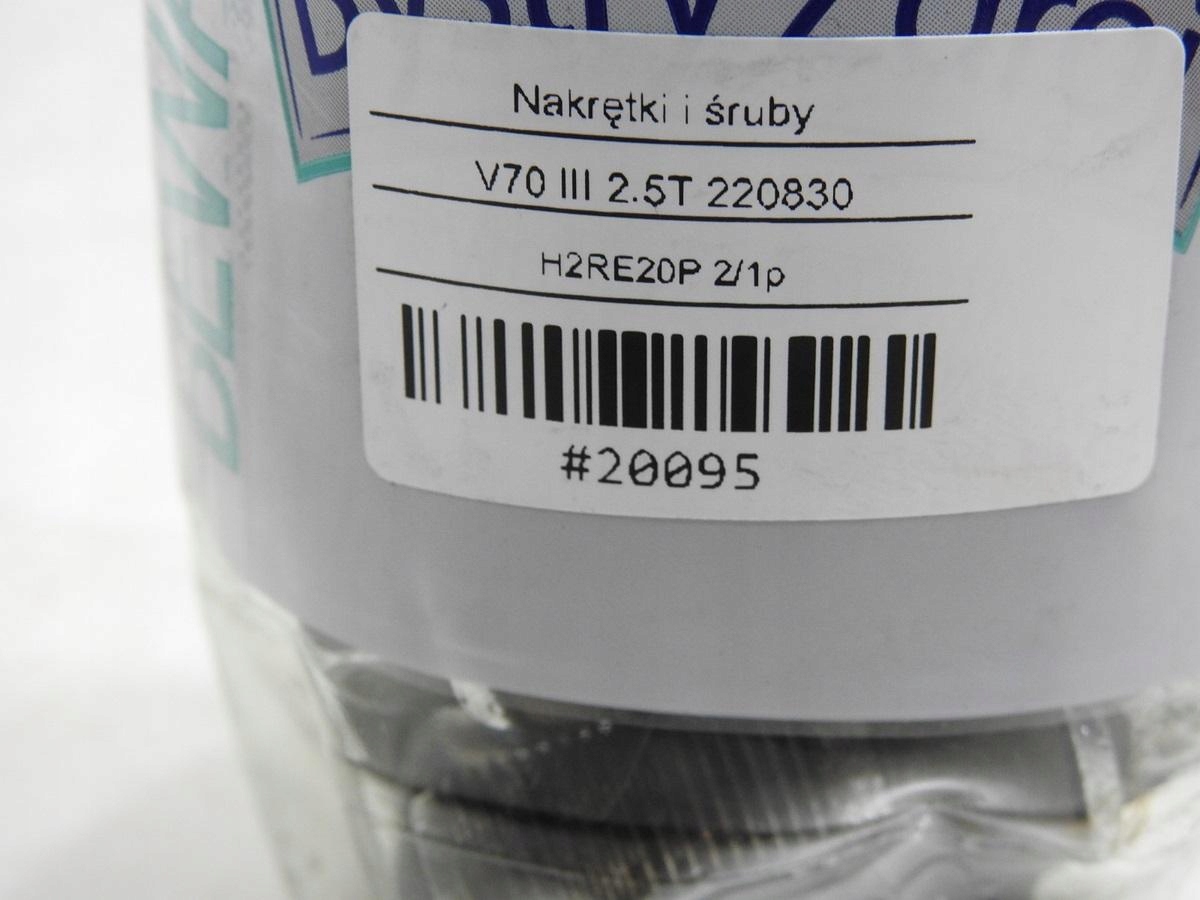 Nakrętki i śruby
V70 III 2.5T 220830
H2RE20P 2/1p
#20095